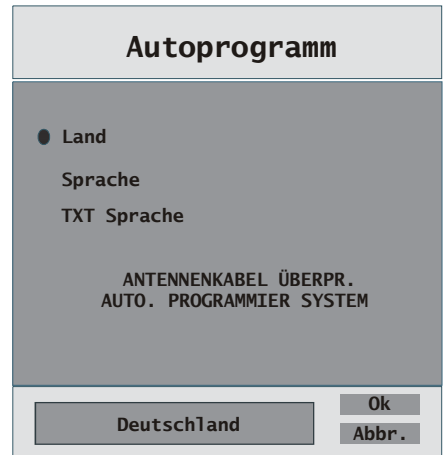 Autoprogramm
Land
Sprache
TXT Sprache
ANTENNENKABEL ÜBERPR.
AUTO. PROGRAMMIER SYSTEM
Deutschland
Ok
Abbr.